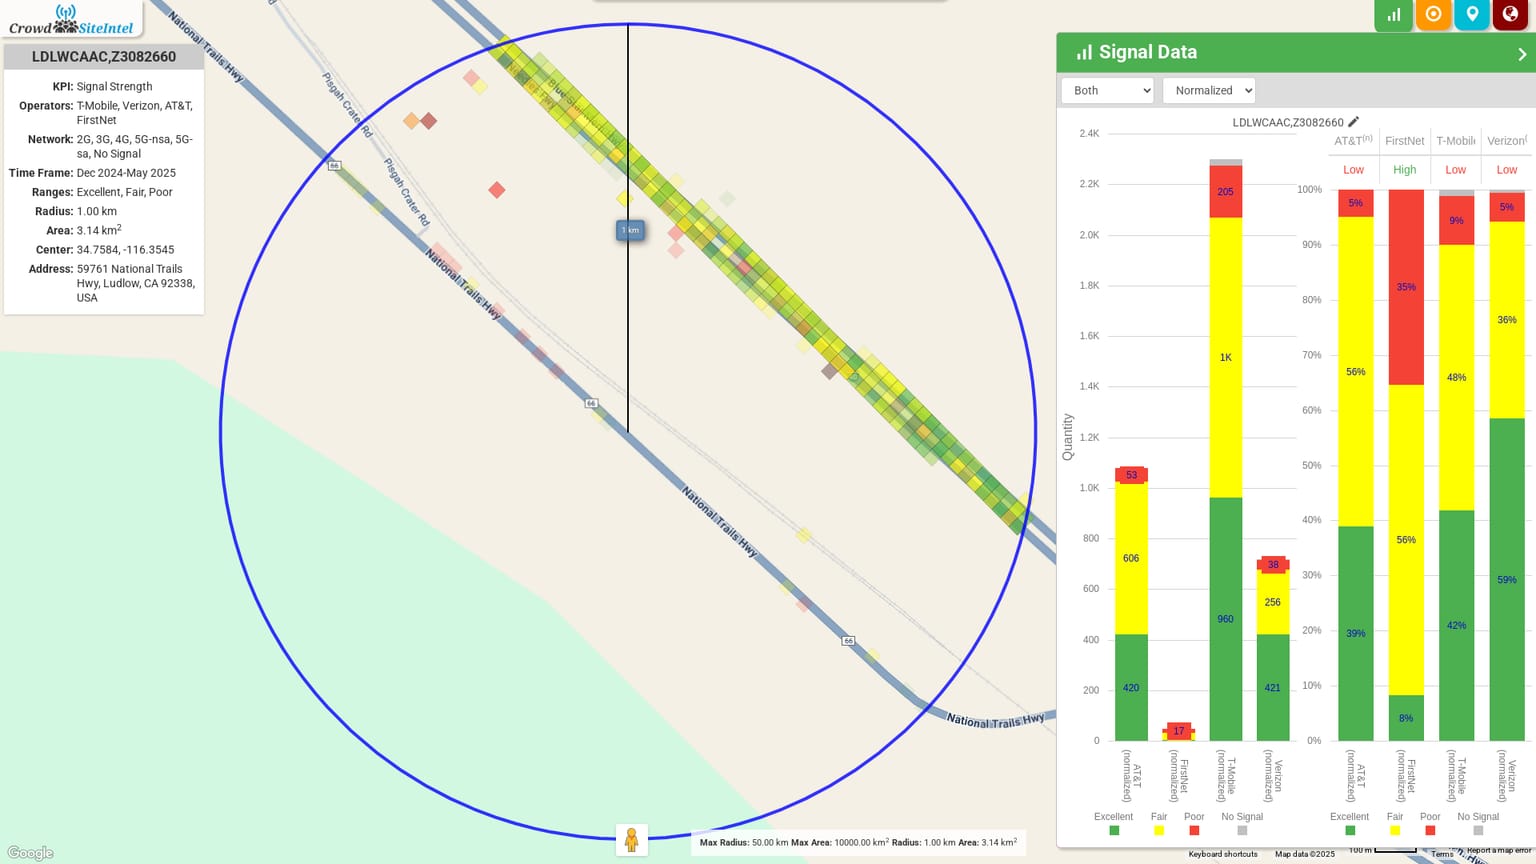 Crowd SiteIntel
LDLWCAAC,Z3082660
KPI: Signal Strength
Operators: T-Mobile, Verizon, AT&T,
FirstNet
Network: 2G, 3G, 4G, 5G-nsa, 5G-
sa, No Signal
Time Frame: Dec 2024-May 2025
Ranges: Excellent, Fair, Poor
Radius: 1.00 km
Area: 3.14 km²
Center: 34.7584, -116.3545
Address: 59761 National Trails
Hwy, Ludlow, CA 92338,
USA
National Trails Hwy
Pisgah Crater Rd
Pisgah Crater Rd
66
National Trails Hwy
1 km
66
National Trails Hwy
66
National Trails Hwy
Google
Max Radius: 50.00 km Max Area: 10000.00 km² Radius: 1.00 km Area: 3.14 km²
Signal Data
Both
Normalized
LDLWCAAC,Z3082660
Quantity
2.4K
2.2K
2.0K
1.8K
1.6K
1.4K
1.2K
1.0K
800
600
400
200
0
53
606
420
17
205
1K
960
38
256
421
AT&T (normalized)
FirstNet (normalized)
T-Mobile (normalized)
Verizon (normalized)
Excellent Fair Poor No Signal
AT&T(n) FirstNet T-Mobile Verizon(
Low High Low Low
100%
90%
80%
70%
60%
50%
40%
30%
20%
10%
0%
5%
56%
39%
35%
56%
8%
9%
48%
42%
5%
36%
59%
AT&T (normalized)
FirstNet (normalized)
T-Mobile (normalized)
Verizon (normalized)
Excellent Fair Poor No Signal
Keyboard shortcuts Map data ©2025 100 m Terms Report a map error